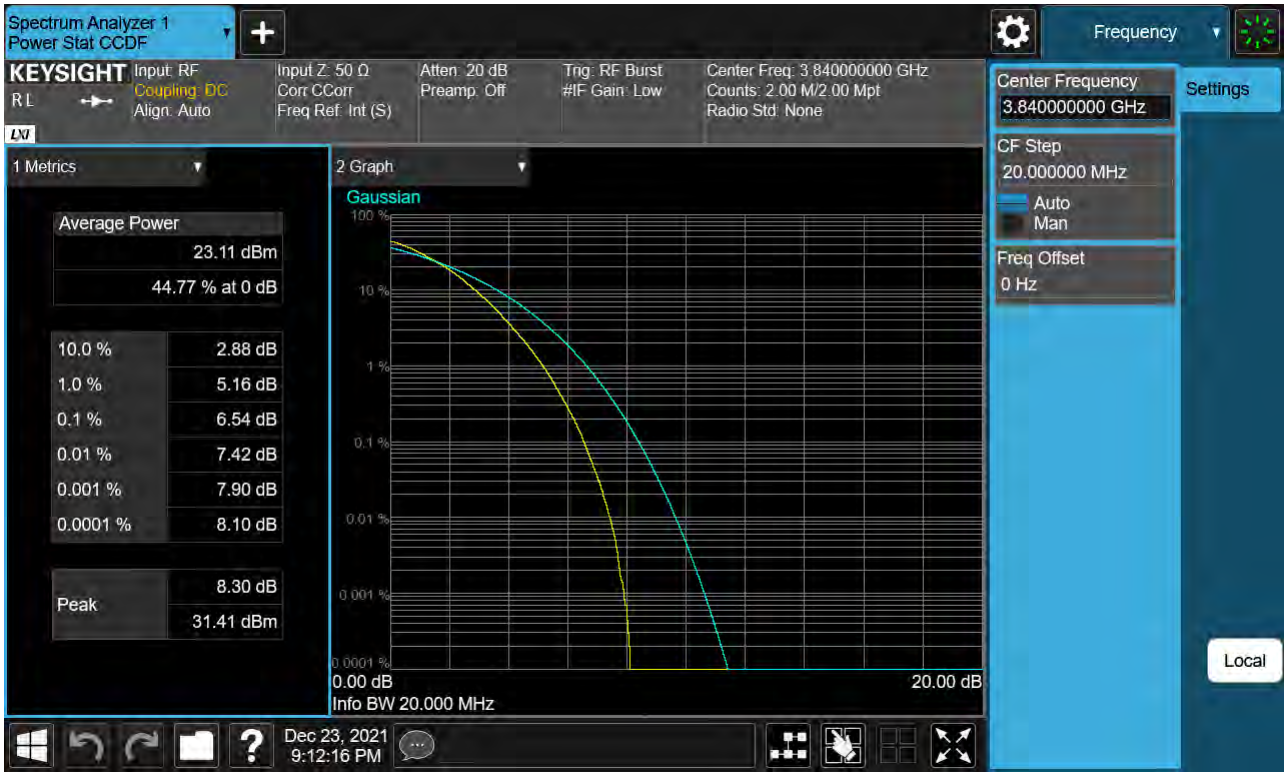 Spectrum Analyzer 1
Power Stat CCDF
+
Frequency
KEYSIGHT
RL
LXI
Input: RF
Coupling: DC
Align: Auto
Input Z: 50 Ω
Corr CCorr
Freq Ref: Int (S)
Atten: 20 dB
Preamp: Off
Trig: RF Burst
#IF Gain: Low
Center Freq: 3.840000000 GHz
Counts: 2.00 M/2.00 Mpt
Radio Std: None
Center Frequency
3.840000000 GHz
Settings
CF Step
20.000000 MHz
Auto
Man
Freq Offset
0 Hz
1 Metrics
Average Power
23.11 dBm
44.77 % at 0 dB
10.0 % 2.88 dB
1.0 % 5.16 dB
0.1 % 6.54 dB
0.01 % 7.42 dB
0.001 % 7.90 dB
0.0001 % 8.10 dB
Peak
8.30 dB
31.41 dBm
2 Graph
Gaussian
100 %
10 %
1 %
0.1 %
0.01 %
0.001 %
0.0001 %
0.00 dB 20.00 dB
Info BW 20.000 MHz
Local
?
Dec 23, 2021
9:12:16 PM